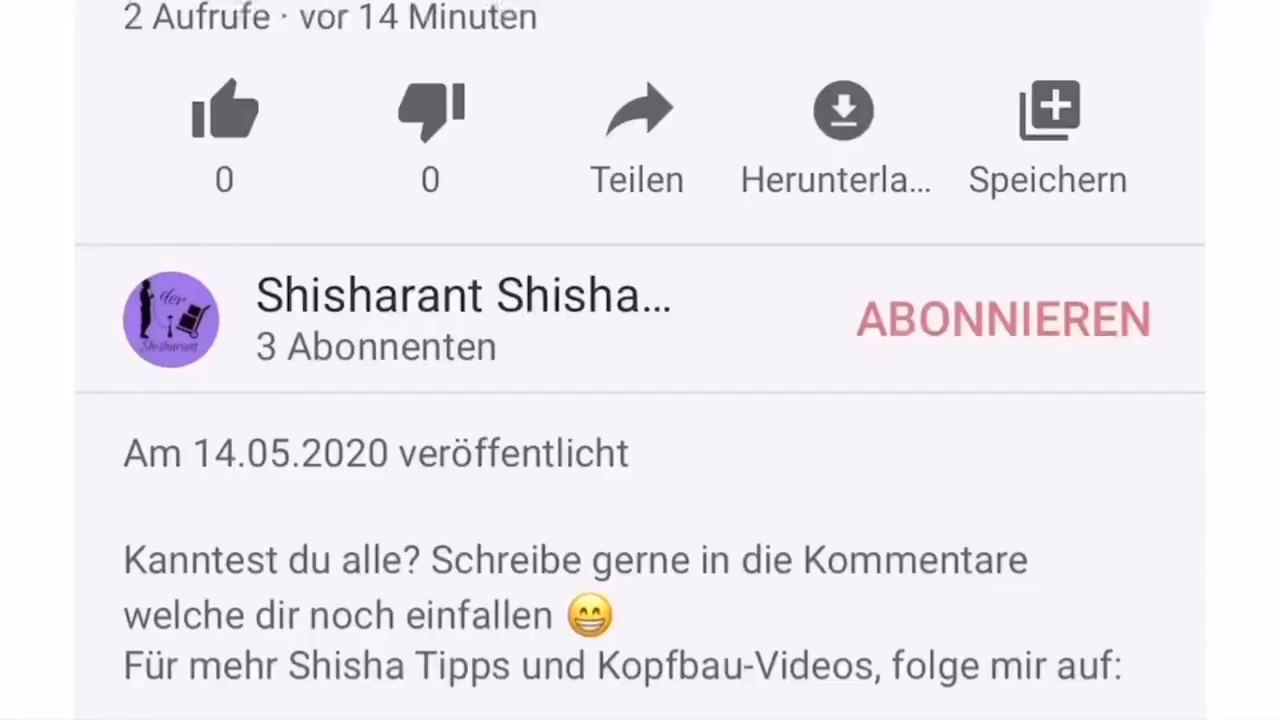 2 Aufrufe · vor 14 Minuten
0 0 Teilen Herunterla... Speichern
der
Shisharant
Shisharant Shisha...
3 Abonnenten
ABONNIEREN
Am 14.05.2020 veröffentlicht
Kanntest du alle? Schreibe gerne in die Kommentare
welche dir noch einfallen 😁
Für mehr Shisha Tipps und Kopfbau-Videos, folge mir auf: